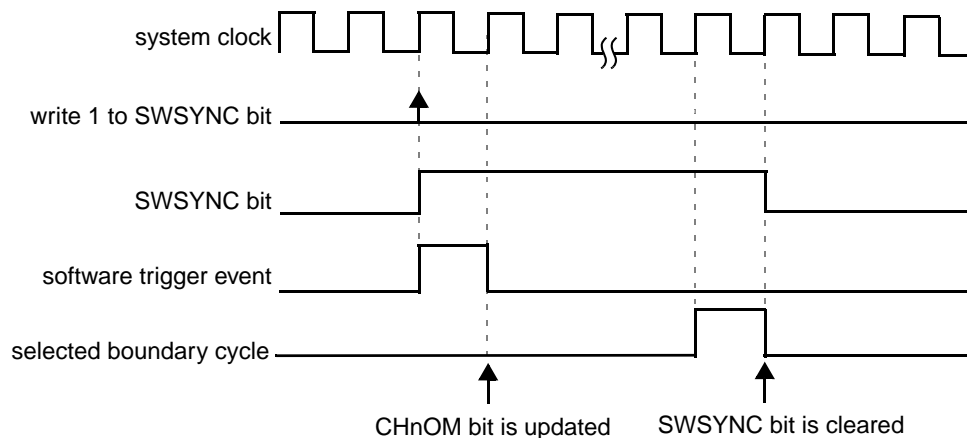 system clock
write 1 to SWSYNC bit
SWSYNC bit
software trigger event
selected boundary cycle
CHnOM bit is updated
SWSYNC bit is cleared